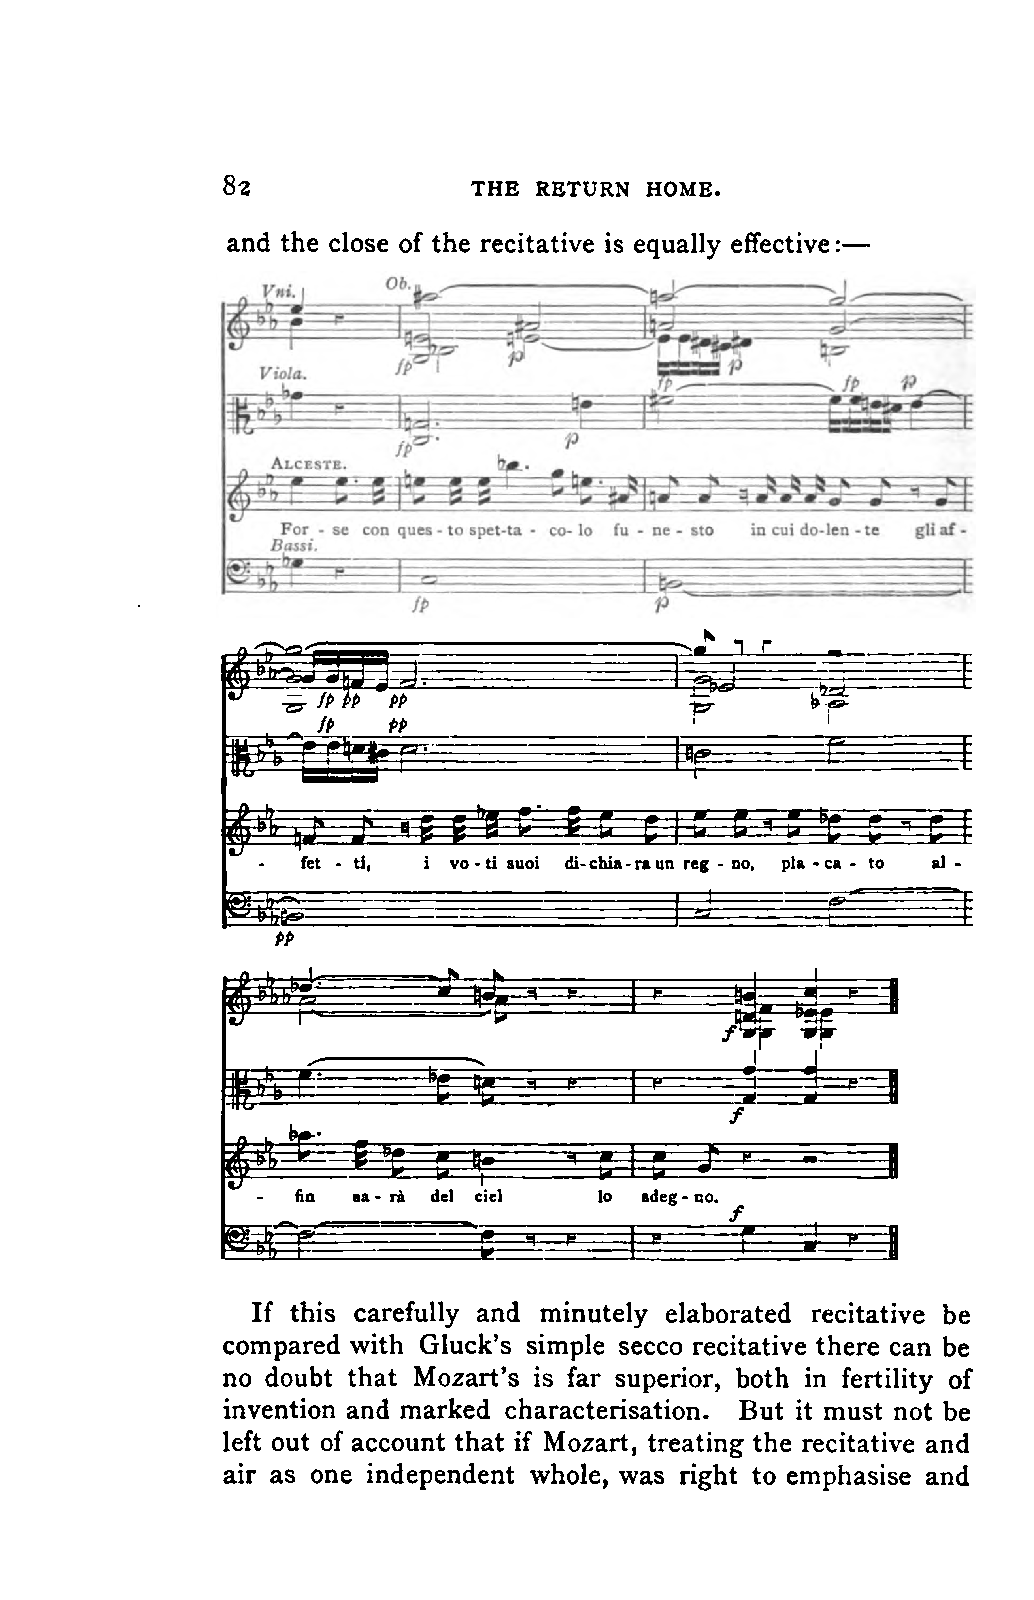 82 THE RETURN HOME.
and the close of the recitative is equally effective:—
Vni. Ob.
fp p p
Viola.
fp fp p
fp p
ALCESTE.
For - se con ques - to spet-ta - co- lo fu - ne - sto in cui do-len - te gli af -
Bassi.
fp p
fp pp pp
fp pp
- fet - ti, i vo - ti suoi di-chia-ra un reg - no, pla - ca - to al -
pp
f
f
- fin sa - rà del ciel lo sdeg - no.
f
If this carefully and minutely elaborated recitative be
compared with Gluck's simple secco recitative there can be
no doubt that Mozart's is far superior, both in fertility of
invention and marked characterisation. But it must not be
left out of account that if Mozart, treating the recitative and
air as one independent whole, was right to emphasise and